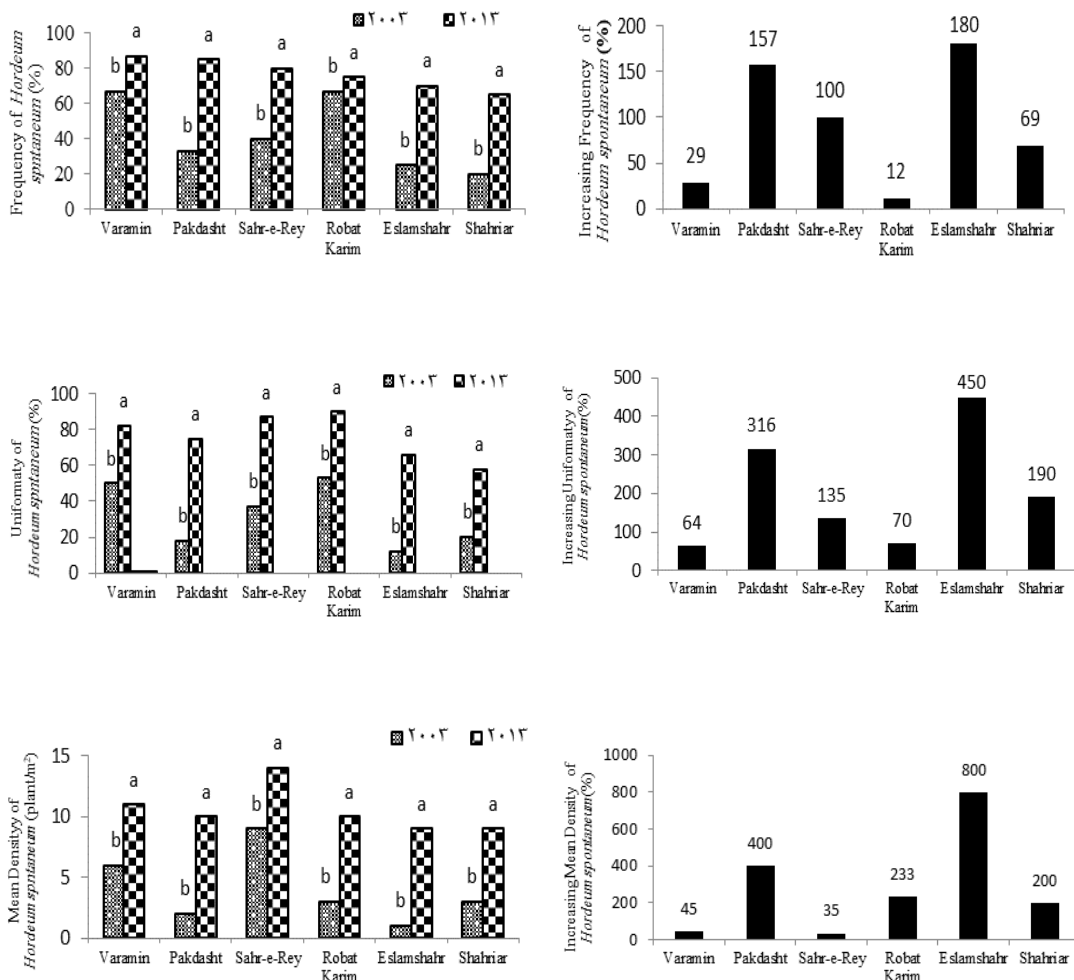 ۲۰۰۳ ۲۰۱۳
Frequency of Hordeum
spntaneum (%)
100
80
60
40
20
0
b a b a b a b a b a b a
Varamin Pakdasht Sahr-e-Rey Robat Eslamshahr Shahriar
Karim
Increasing Frequency of
Hordeum spontaneum (%)
200
150
100
50
0
29 157 100 12 180 69
Varamin Pakdasht Sahr-e-Rey Robat Eslamshahr Shahriar
Karim
۲۰۰۳ ۲۰۱۳
Uniformaty of
Hordeum spntaneum (%)
100
80
60
40
20
0
b a b a b a b a b a b a
Varamin Pakdasht Sahr-e-Rey Robat Eslamshahr Shahriar
Karim
Increasing Uniformatyy of
Hordeum spontaneum(%)
500
400
300
200
100
0
64 316 135 70 450 190
Varamin Pakdasht Sahr-e-Rey Robat Eslamshahr Shahriar
Karim
۲۰۰۳ ۲۰۱۳
Mean Densityy of
Hordeum spntaneum (plant/m²)
15
10
5
0
b a b a b a b a b a b a
Varamin Pakdasht Sahr-e-Rey Robat Eslamshahr Shahriar
Karim
Increasing Mean Density of
Hordeum spontaneum(%)
1000
800
600
400
200
0
45 400 35 233 800 200
Varamin Pakdasht Sahr-e-Rey Robat Eslamshahr Shahriar
Karim